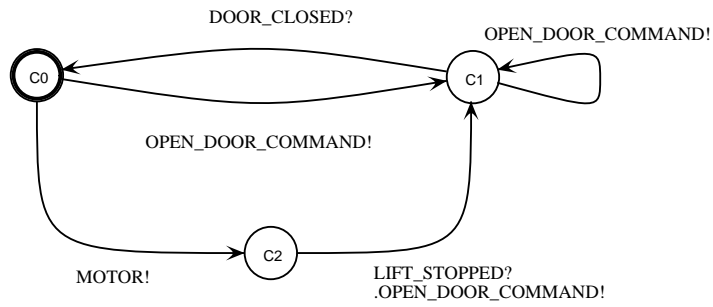 DOOR_CLOSED?
OPEN_DOOR_COMMAND!
C0
C1
OPEN_DOOR_COMMAND!
C2
MOTOR!
LIFT_STOPPED?
.OPEN_DOOR_COMMAND!